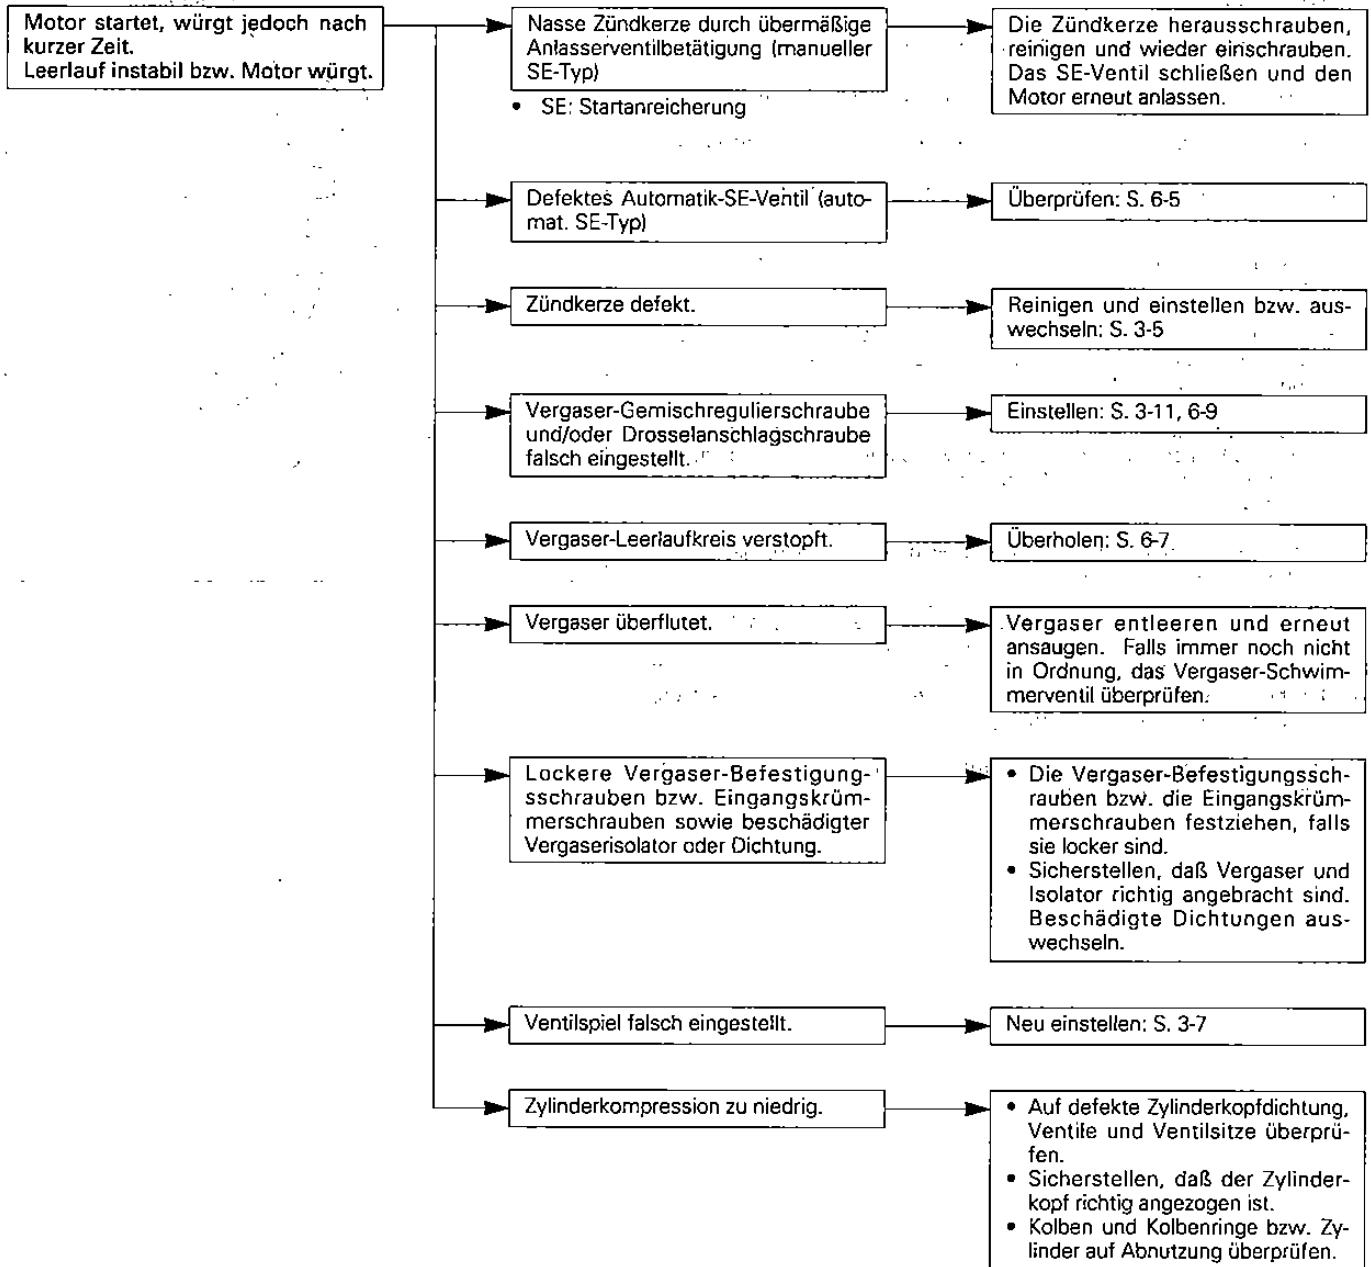 Motor startet, würgt jedoch nach
kurzer Zeit.
Leerlauf instabil bzw. Motor würgt.
Nasse Zündkerze durch übermäßige
Anlasserventilbetätigung (manueller
SE-Typ)
• SE: Startanreicherung
Die Zündkerze herausschrauben,
reinigen und wieder einschrauben.
Das SE-Ventil schließen und den
Motor erneut anlassen.
Defektes Automatik-SE-Ventil (auto-
mat. SE-Typ)
Überprüfen: S. 6-5
Zündkerze defekt.
Reinigen und einstellen bzw. aus-
wechseln: S. 3-5
Vergaser-Gemischregulierschraube
und/oder Drosselanschlagschraube
falsch eingestellt.
Einstellen: S. 3-11, 6-9
Vergaser-Leerlaufkreis verstopft.
Überholen: S. 6-7
Vergaser überflutet.
Vergaser entleeren und erneut
ansaugen. Falls immer noch nicht
in Ordnung, das Vergaser-Schwim-
merventil überprüfen.
Lockere Vergaser-Befestigung-
sschrauben bzw. Eingangskrüm-
merschrauben sowie beschädigter
Vergaserisolator oder Dichtung.
• Die Vergaser-Befestigungssch-
rauben bzw. die Eingangskrüm-
merschrauben festziehen, falls
sie locker sind.
• Sicherstellen, daß Vergaser und
Isolator richtig angebracht sind.
Beschädigte Dichtungen aus-
wechseln.
Ventilspiel falsch eingestellt.
Neu einstellen: S. 3-7
Zylinderkompression zu niedrig.
• Auf defekte Zylinderkopfdichtung,
Ventile und Ventilsitze überprü-
fen.
• Sicherstellen, daß der Zylinder-
kopf richtig angezogen ist.
• Kolben und Kolbenringe bzw. Zy-
linder auf Abnutzung überprüfen.